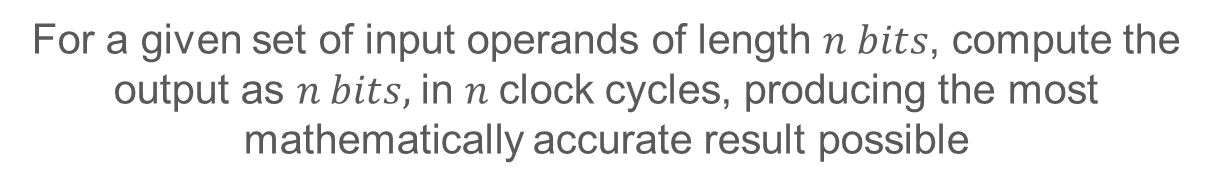 For a given set of input operands of length n bits, compute the
output as n bits, in n clock cycles, producing the most
mathematically accurate result possible